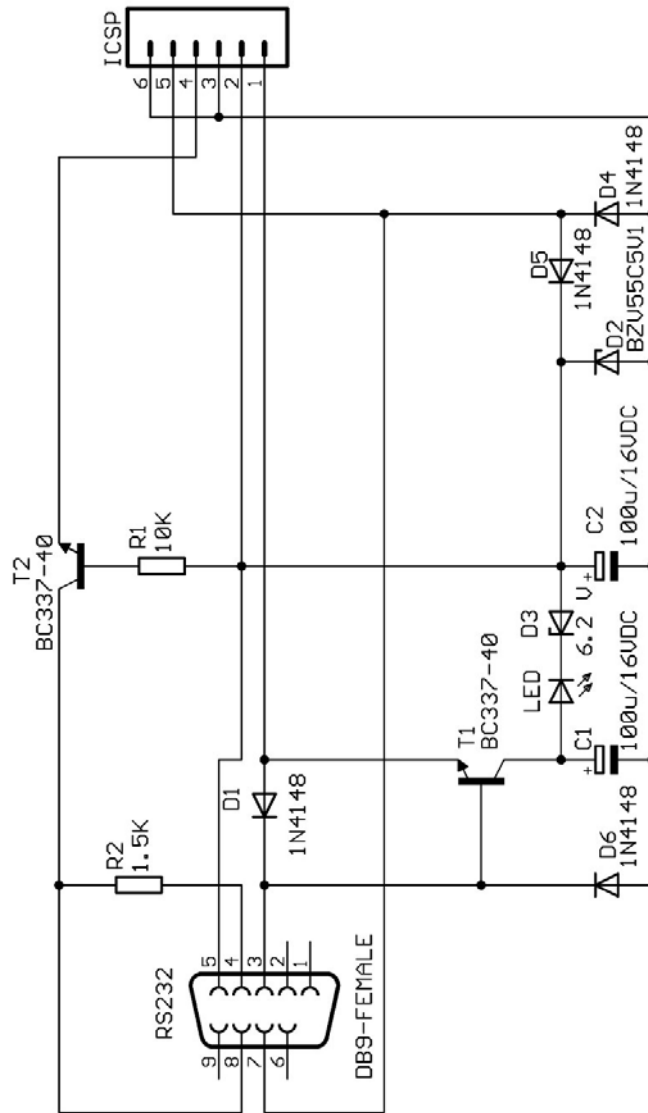 ICSP
6
5
4
3
2
1
T2
BC337-40
R1
10K
R2
1.5K
D1
1N4148
T1
BC337-40
RS232
5
4
3
2
1
9
8
7
6
DB9-FEMALE
LED
D3
6.2
V
+
C2
100u/16VDC
+
C1
100u/16VDC
D5
1N4148
D4
1N4148
D2
BZV55C5V1
D6
1N4148